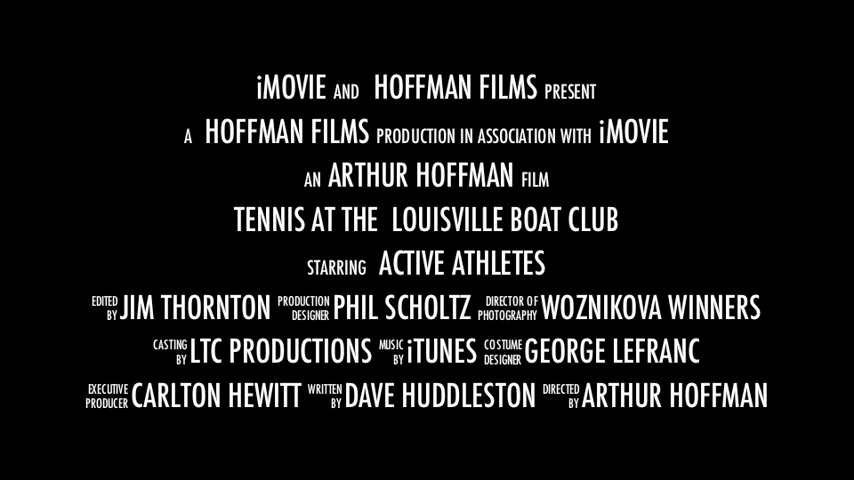 iMOVIE AND HOFFMAN FILMS PRESENT
A HOFFMAN FILMS PRODUCTION IN ASSOCIATION WITH iMOVIE
AN ARTHUR HOFFMAN FILM
TENNIS AT THE LOUISVILLE BOAT CLUB
STARRING ACTIVE ATHLETES
EDITED BY JIM THORNTON PRODUCTION DESIGNER PHIL SCHOLTZ DIRECTOR OF PHOTOGRAPHY WOZNIKOVA WINNERS
CASTING BY LTC PRODUCTIONS MUSIC BY iTUNES COSTUME DESIGNER GEORGE LEFRANC
EXECUTIVE PRODUCER CARLTON HEWITT WRITTEN BY DAVE HUDDLESTON DIRECTED BY ARTHUR HOFFMAN